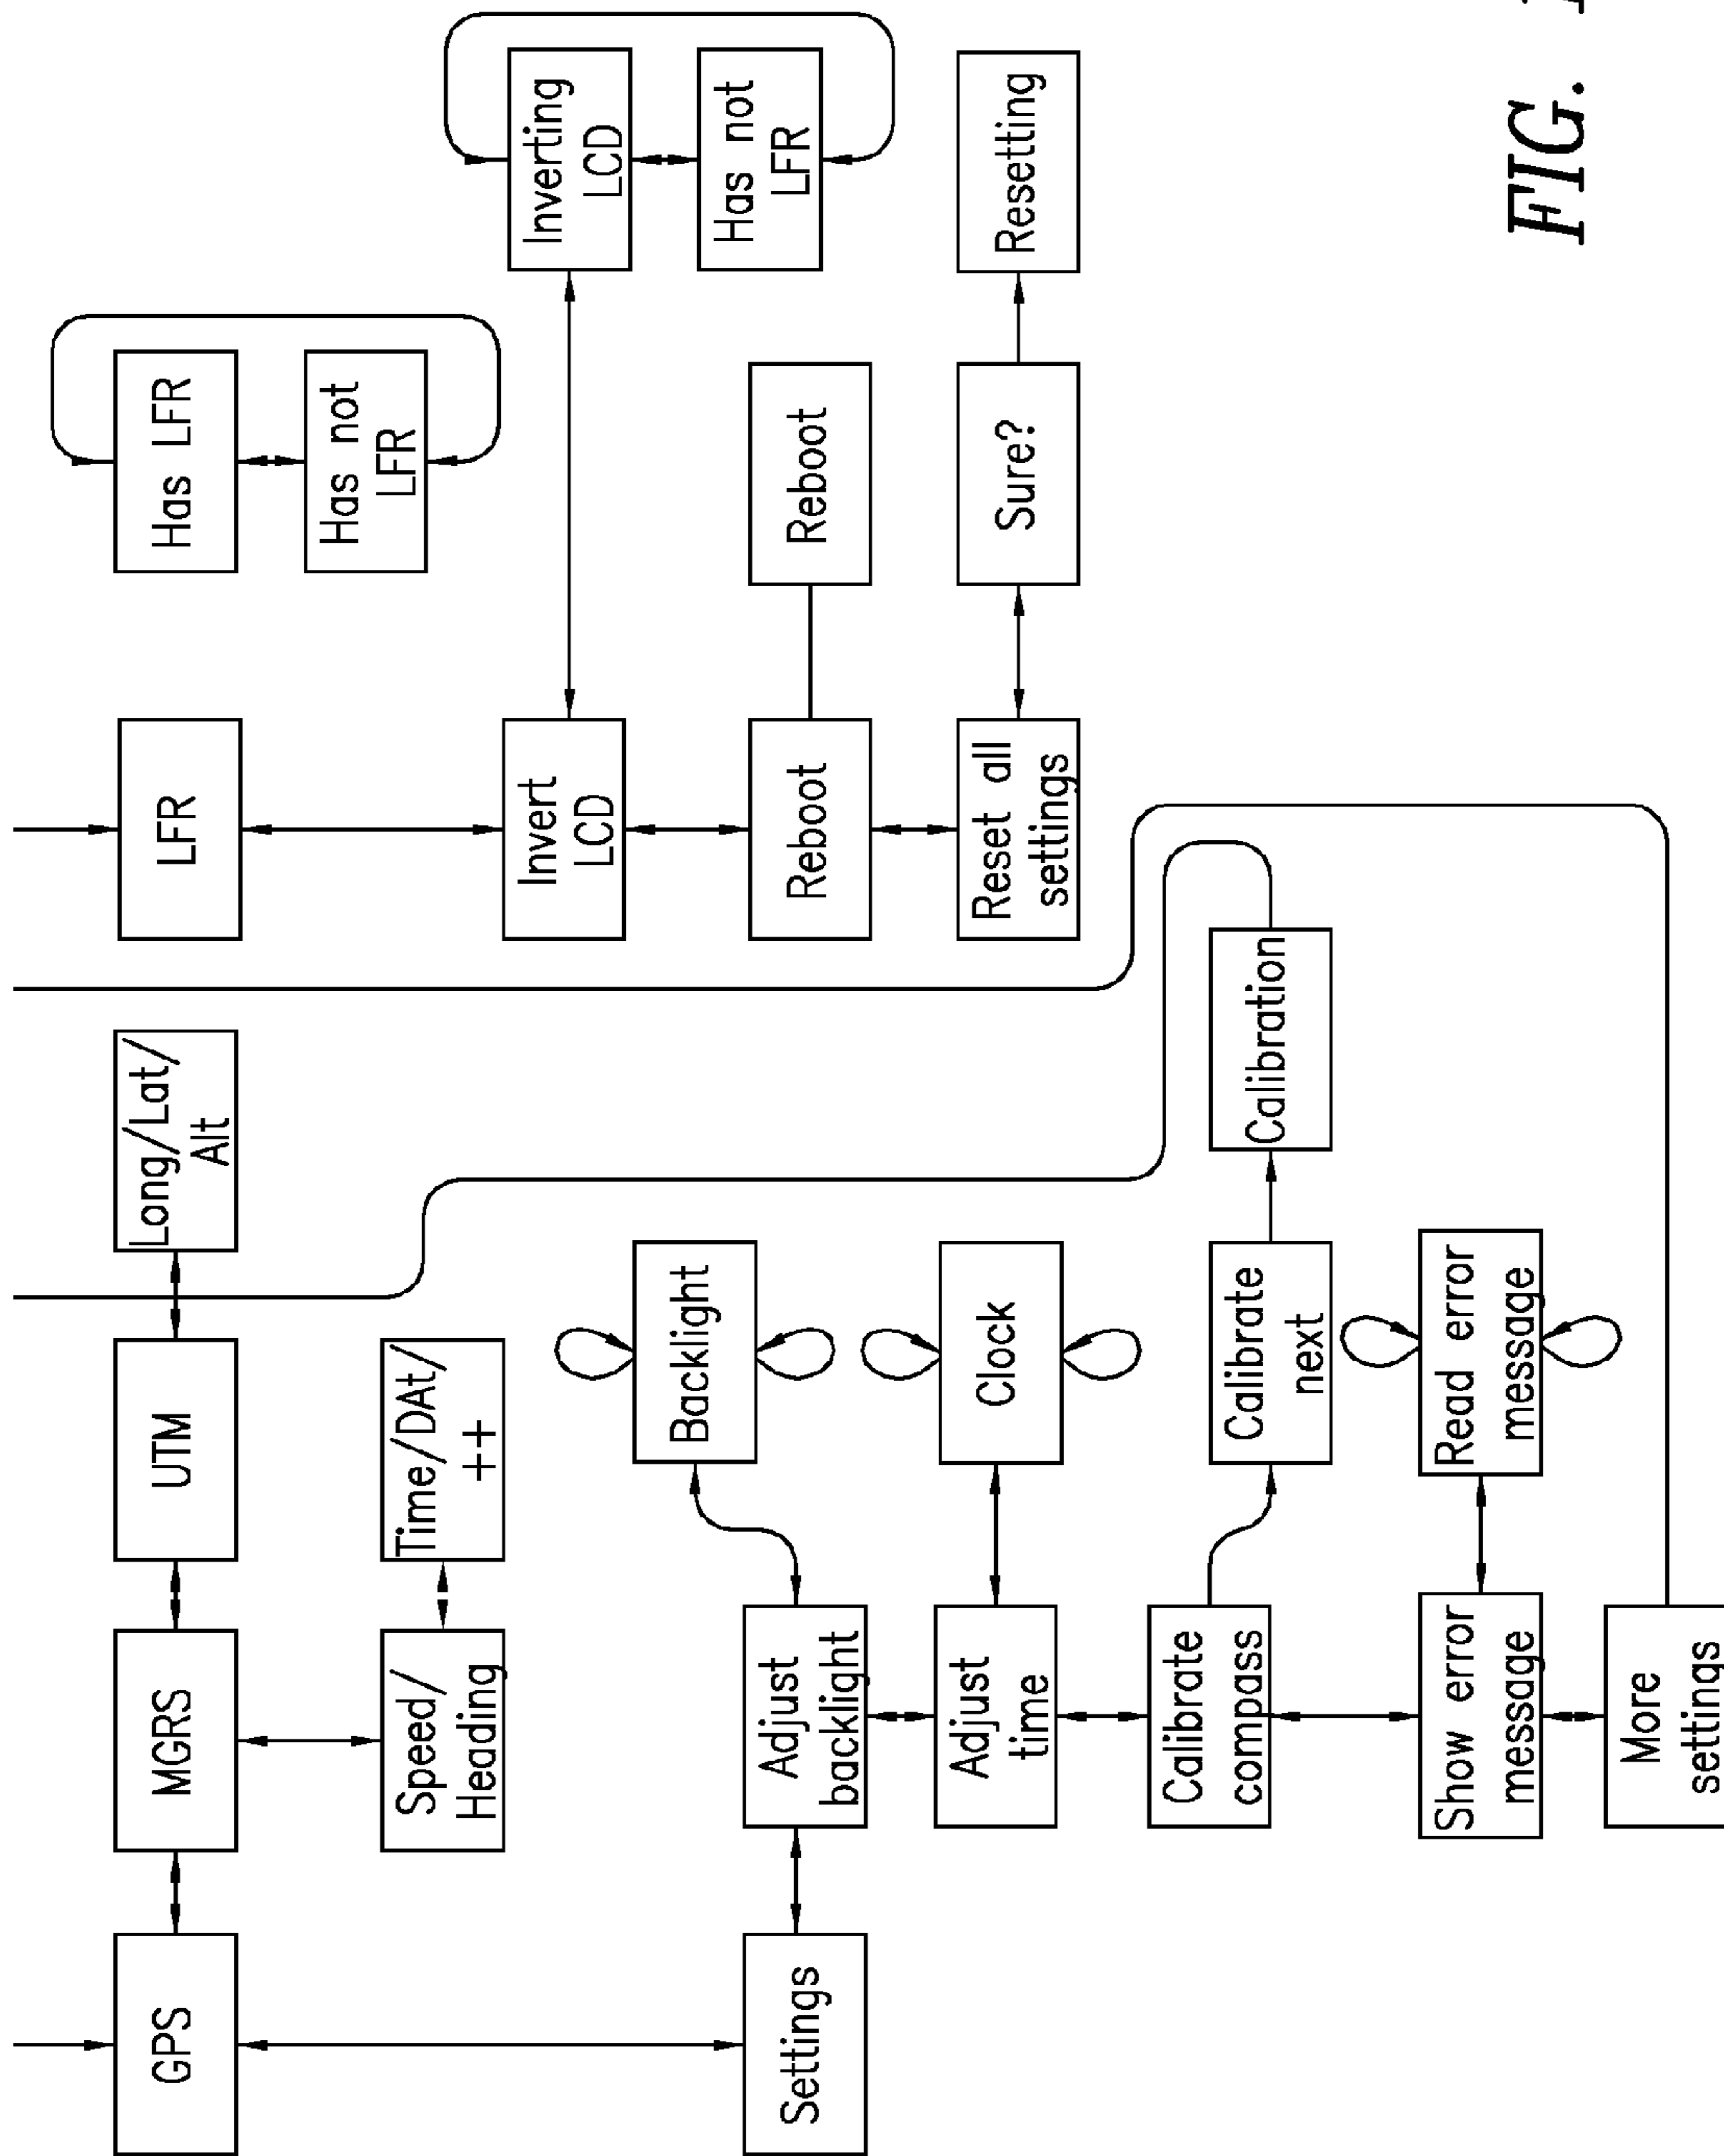 GPS
MGRS
UTM
Long/Lat/
Alt
LFR
Has LFR
Has not
LFR
Speed/
Heading
Time/DAt/
++
Invert
LCD
Inverting
LCD
Has not
LFR
Settings
Adjust
backlight
Backlight
Reboot
Reboot
Adjust
time
Clock
Reset all
settings
Sure?
Resetting
Calibrate
compass
Calibrate
next
Calibration
Show error
message
Read error
message
More
settings
FIG.